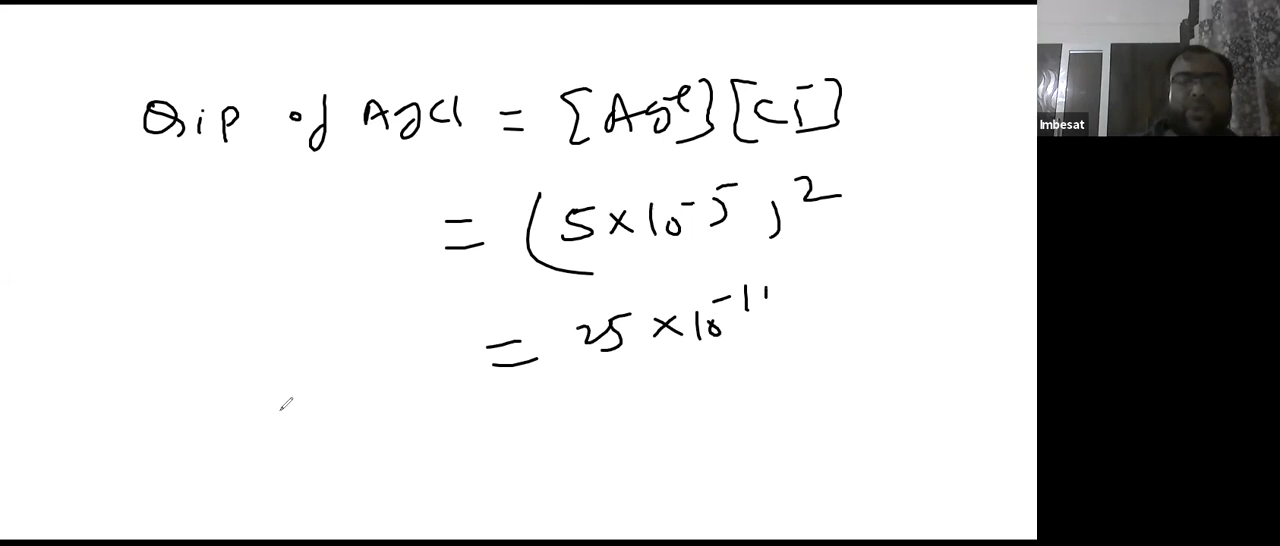 Qip of AgCl = [Ag⁺][Cl⁻]
= (5×10⁻⁵)²
= 25 ×10⁻¹¹
Imbesat